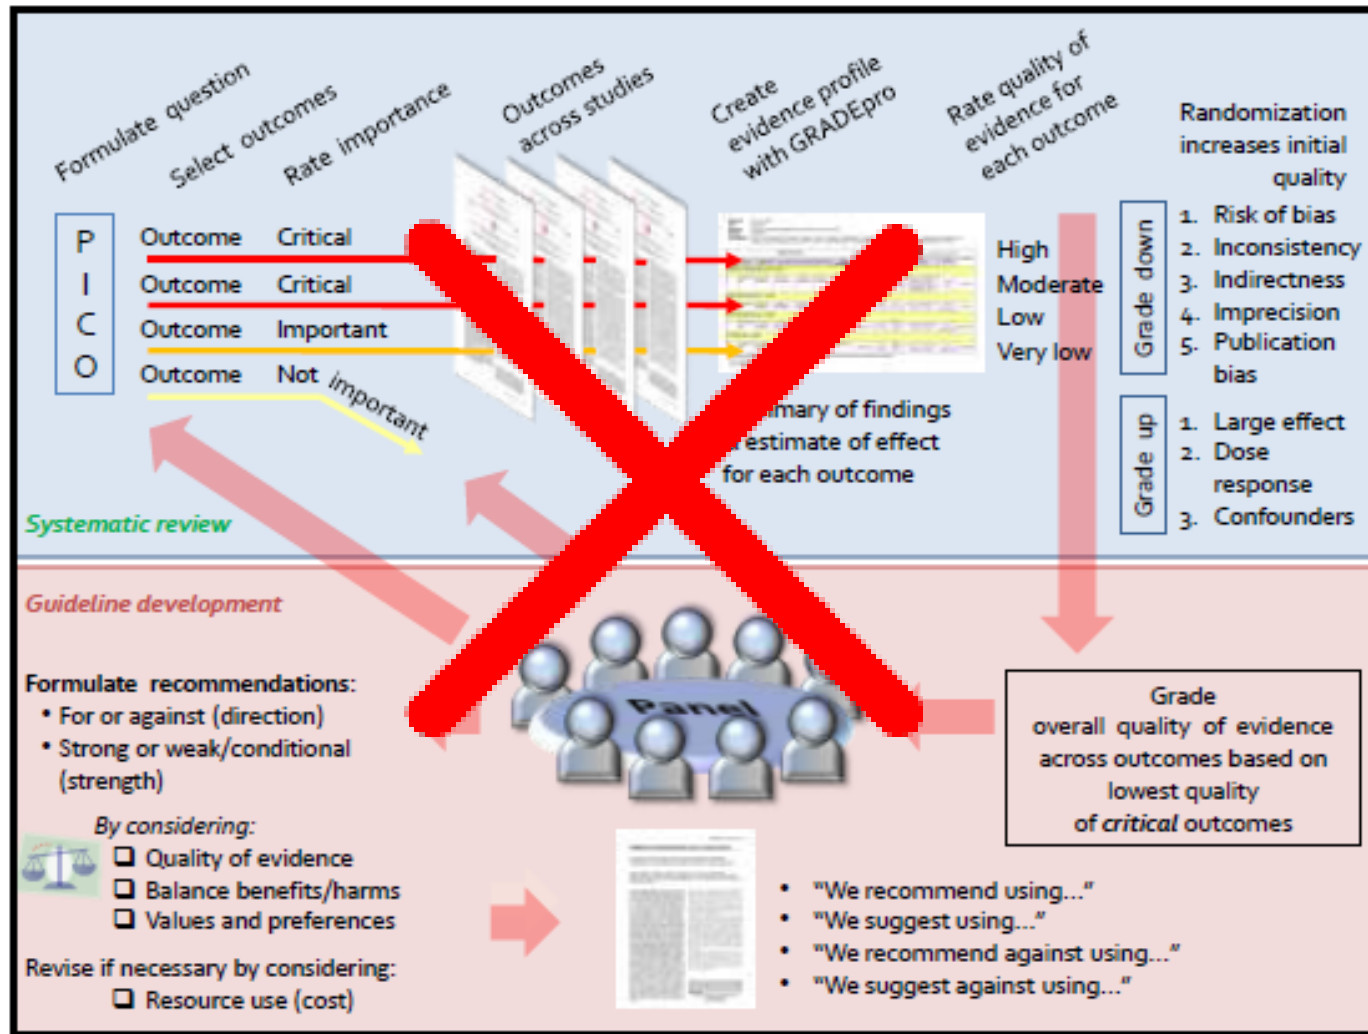 Formulate question
Select outcomes
Rate importance
Outcomes
across studies
Create
evidence profile
with GRADEpro
Rate quality of
evidence for
each outcome
Randomization
increases initial
quality
P
I
C
O
Outcome Critical
Outcome Critical
Outcome Important
Outcome Not important
High
Moderate
Low
Very low
Grade down
1. Risk of bias
2. Inconsistency
3. Indirectness
4. Imprecision
5. Publication
bias
Grade up
1. Large effect
2. Dose
response
3. Confounders
of findings
estimate of effect
for each outcome
Systematic review
Guideline development
Formulate recommendations:
• For or against (direction)
• Strong or weak/conditional
(strength)
By considering:
❑ Quality of evidence
❑ Balance benefits/harms
❑ Values and preferences
Revise if necessary by considering:
❑ Resource use (cost)
Panel
Grade
overall quality of evidence
across outcomes based on
lowest quality
of critical outcomes
• “We recommend using…”
• “We suggest using…”
• “We recommend against using…”
• “We suggest against using…”